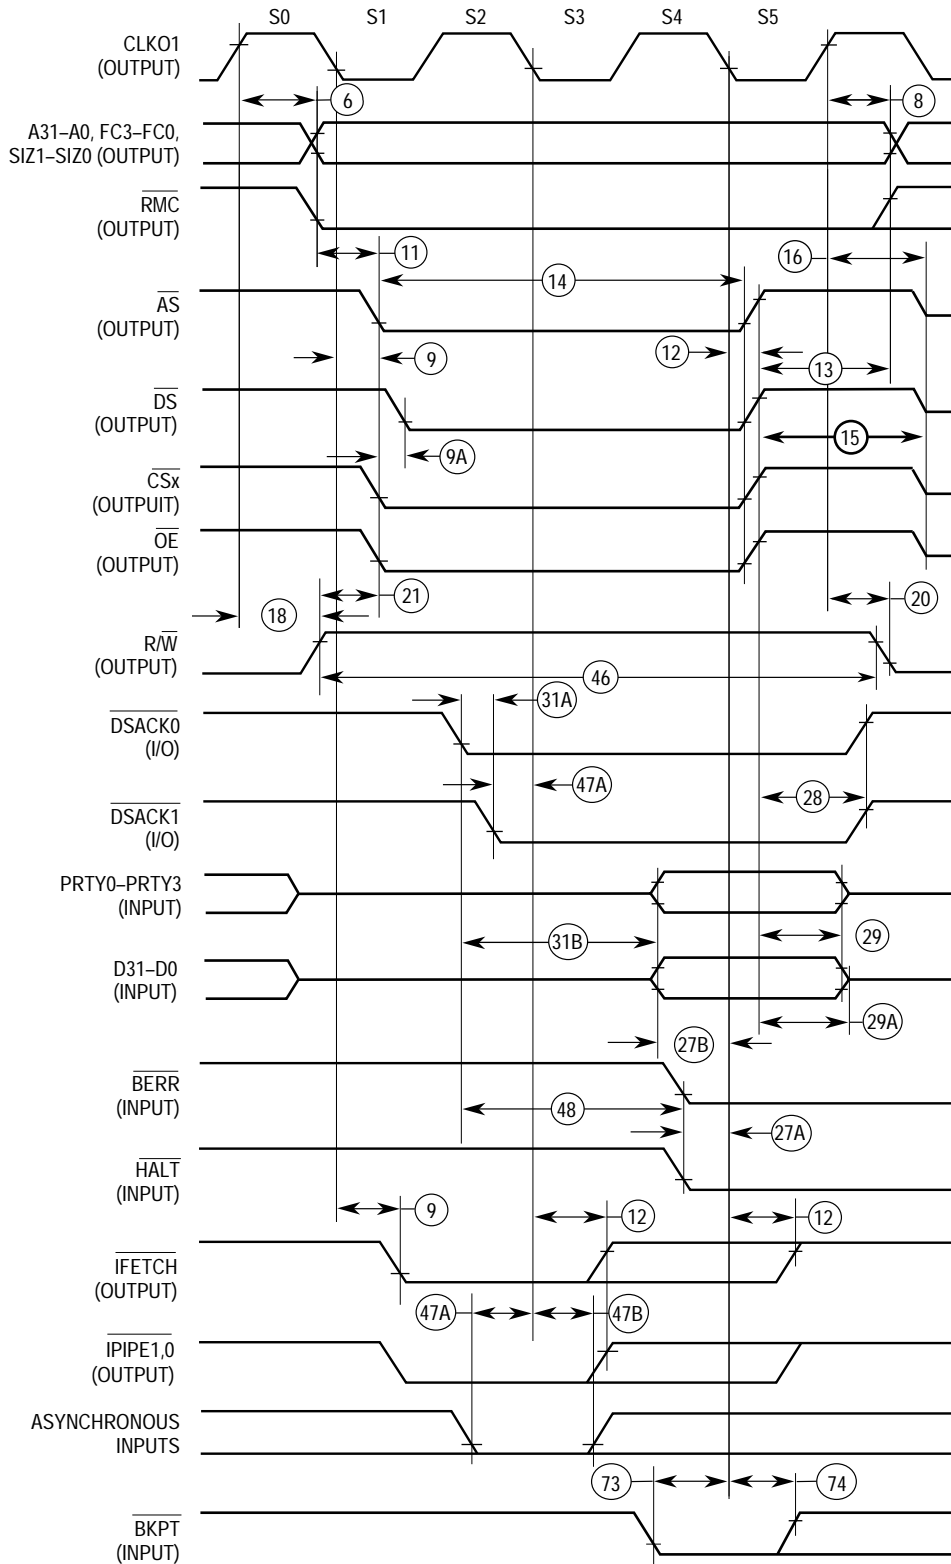 S0 S1 S2 S3 S4 S5
CLKO1
(OUTPUT)
6
8
A31–A0, FC3–FC0,
SIZ1–SIZ0 (OUTPUT)
RMC
(OUTPUT)
11
16
14
AS
(OUTPUT)
9
12
13
DS
(OUTPUT)
15
9A
CSx
(OUTPUIT)
OE
(OUTPUT)
21
20
18
R/W
(OUTPUT)
46
31A
DSACK0
(I/O)
47A
28
DSACK1
(I/O)
PRTY0–PRTY3
(INPUT)
31B
29
D31–D0
(INPUT)
29A
27B
BERR
(INPUT)
48
27A
HALT
(INPUT)
9
12
12
IFETCH
(OUTPUT)
47A
47B
IPIPE1,0
(OUTPUT)
ASYNCHRONOUS
INPUTS
73
74
BKPT
(INPUT)